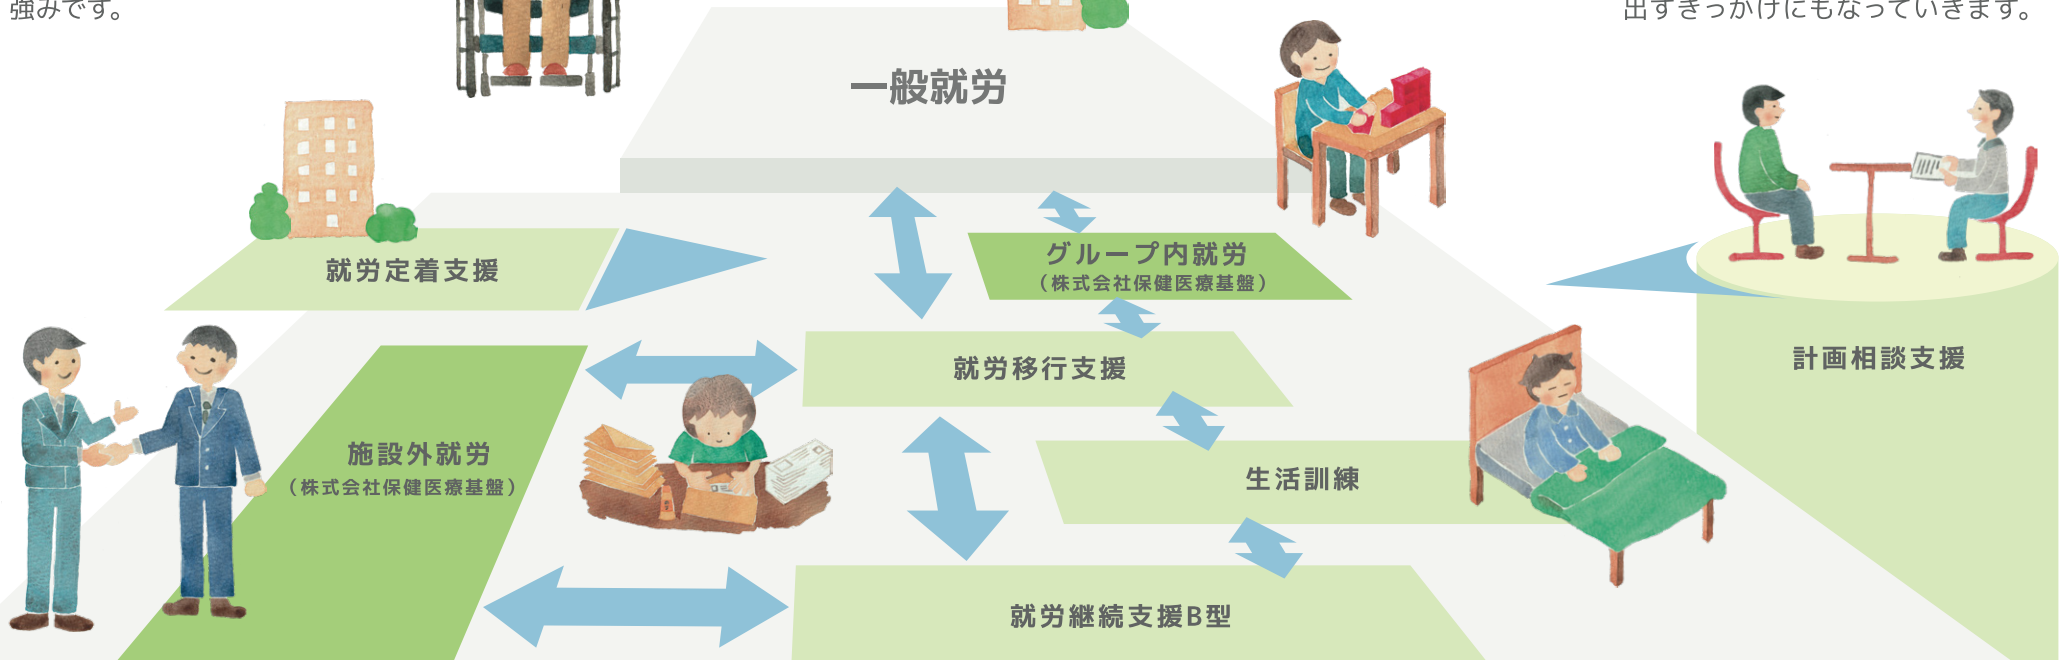 強みです。
出すきっかけにもなっていきます。
一般就労
グループ内就労
（株式会社保健医療基盤）
就労定着支援
就労移行支援
計画相談支援
施設外就労
（株式会社保健医療基盤）
生活訓練
就労継続支援B型